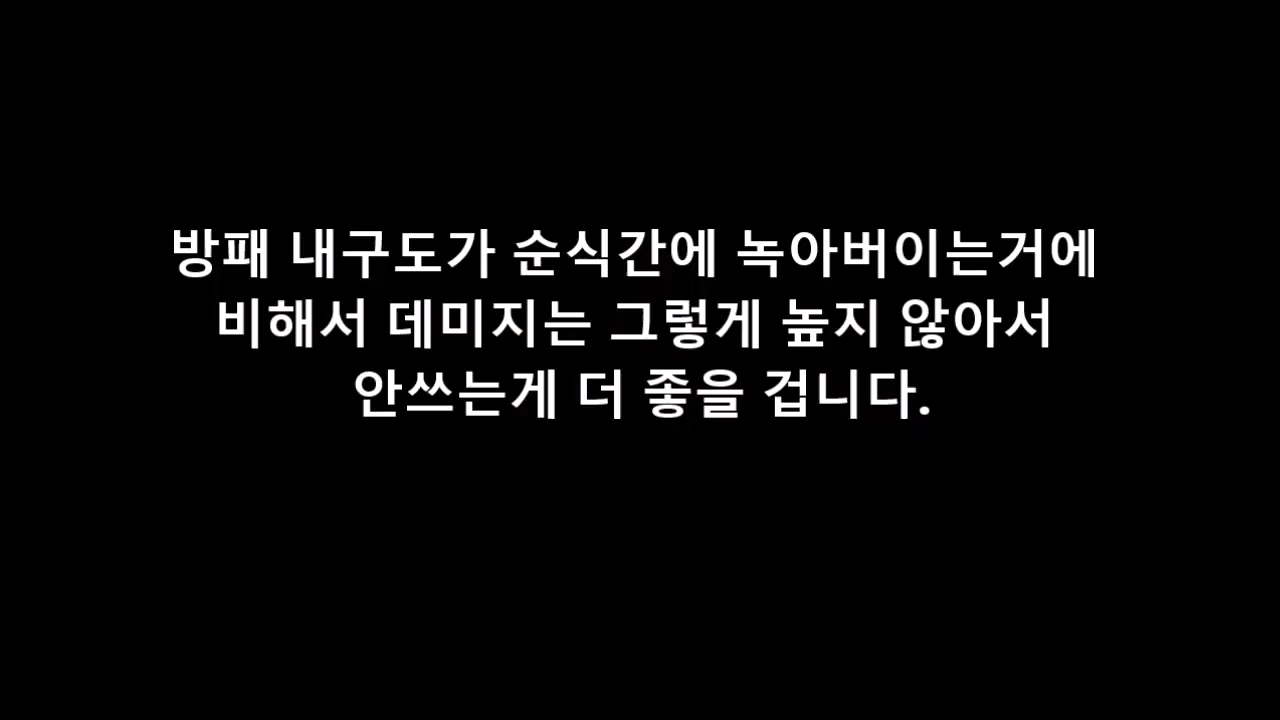 방패 내구도가 순식간에 녹아버이는거에
비해서 데미지는 그렇게 높지 않아서
안쓰는게 더 좋을 겁니다.